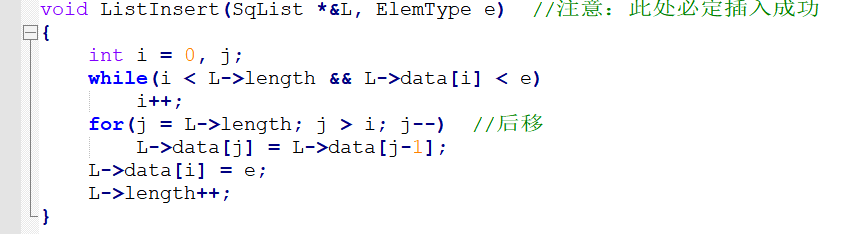 void ListInsert(SqList *&L, ElemType e)  //注意：此处必定插入成功
{
    int i = 0, j;
    while(i < L->length && L->data[i] < e)
        i++;
    for(j = L->length; j > i; j--)  //后移
        L->data[j] = L->data[j-1];
    L->data[i] = e;
    L->length++;
}